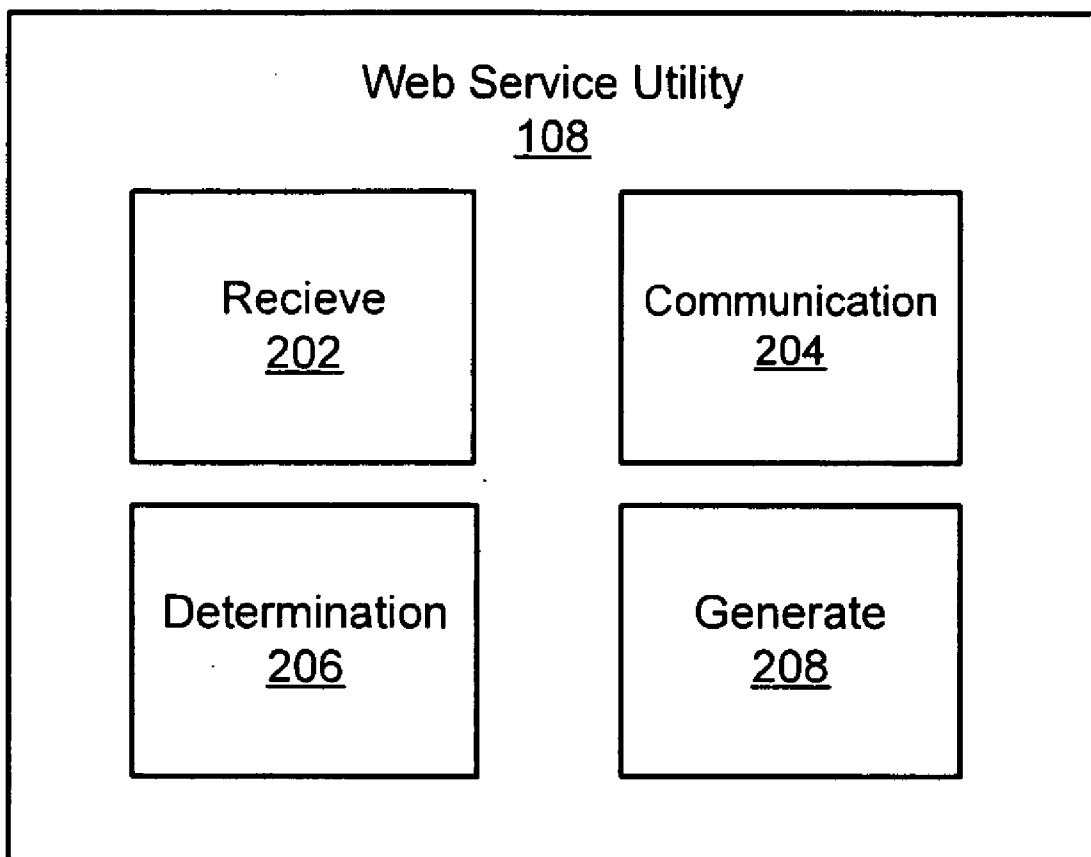 Web Service Utility
108
Recieve
202
Communication
204
Determination
206
Generate
208